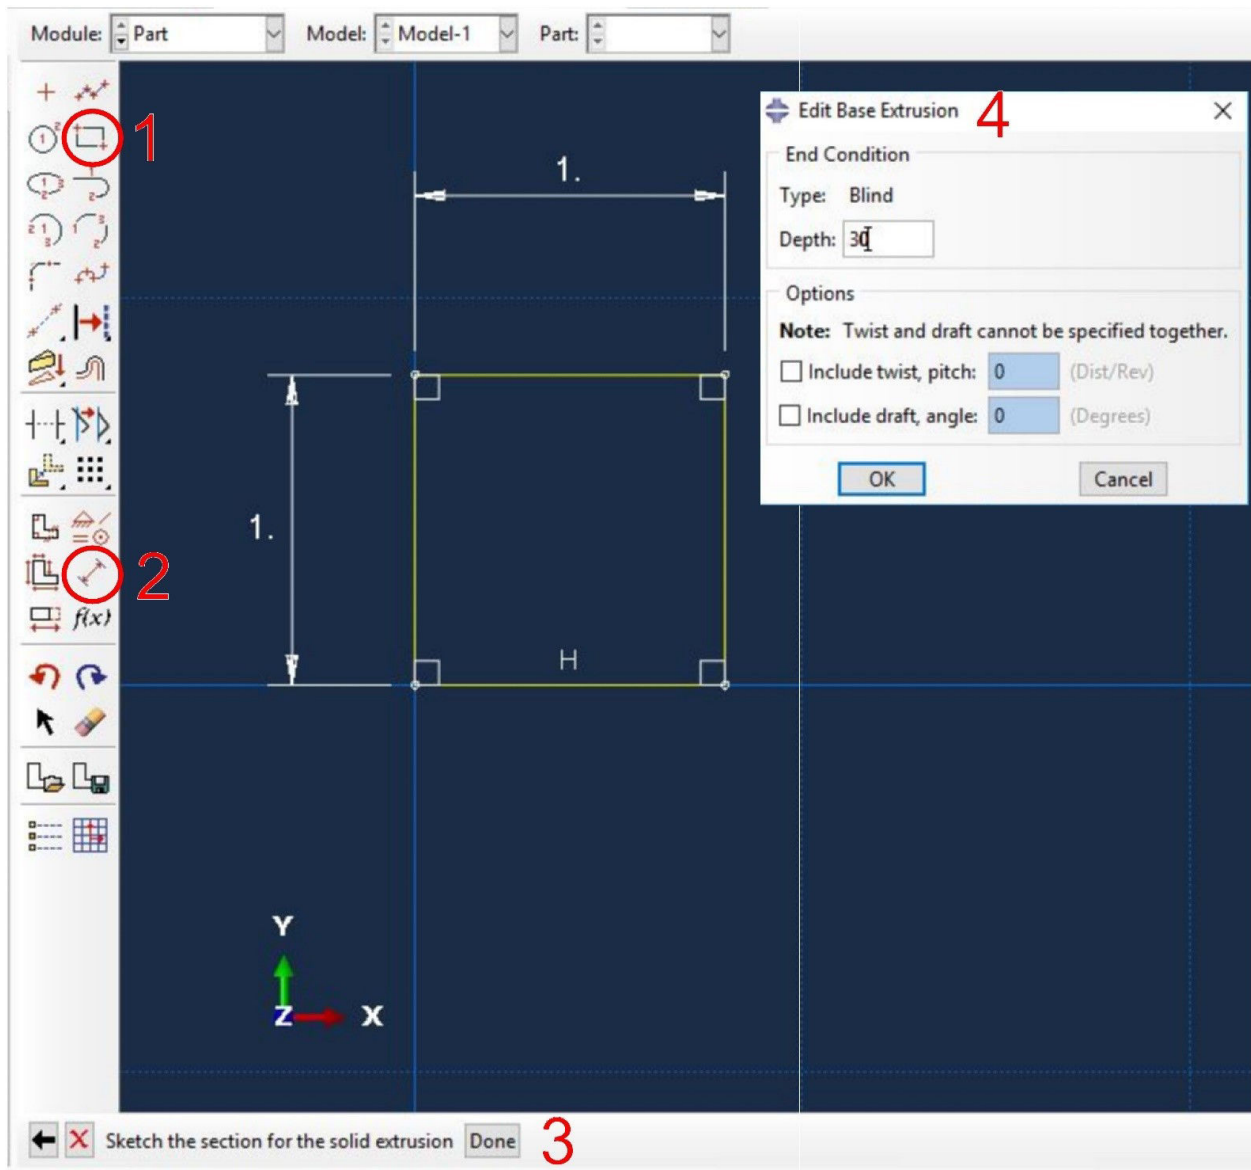 Module: Part Model: Model-1 Part:
1
4
Edit Base Extrusion
End Condition
Type: Blind
Depth: 30
Options
Note: Twist and draft cannot be specified together.
Include twist, pitch: 0 (Dist/Rev)
Include draft, angle: 0 (Degrees)
OK Cancel
1.
1.
H
2
f(x)
Y
Z X
Sketch the section for the solid extrusion Done
3